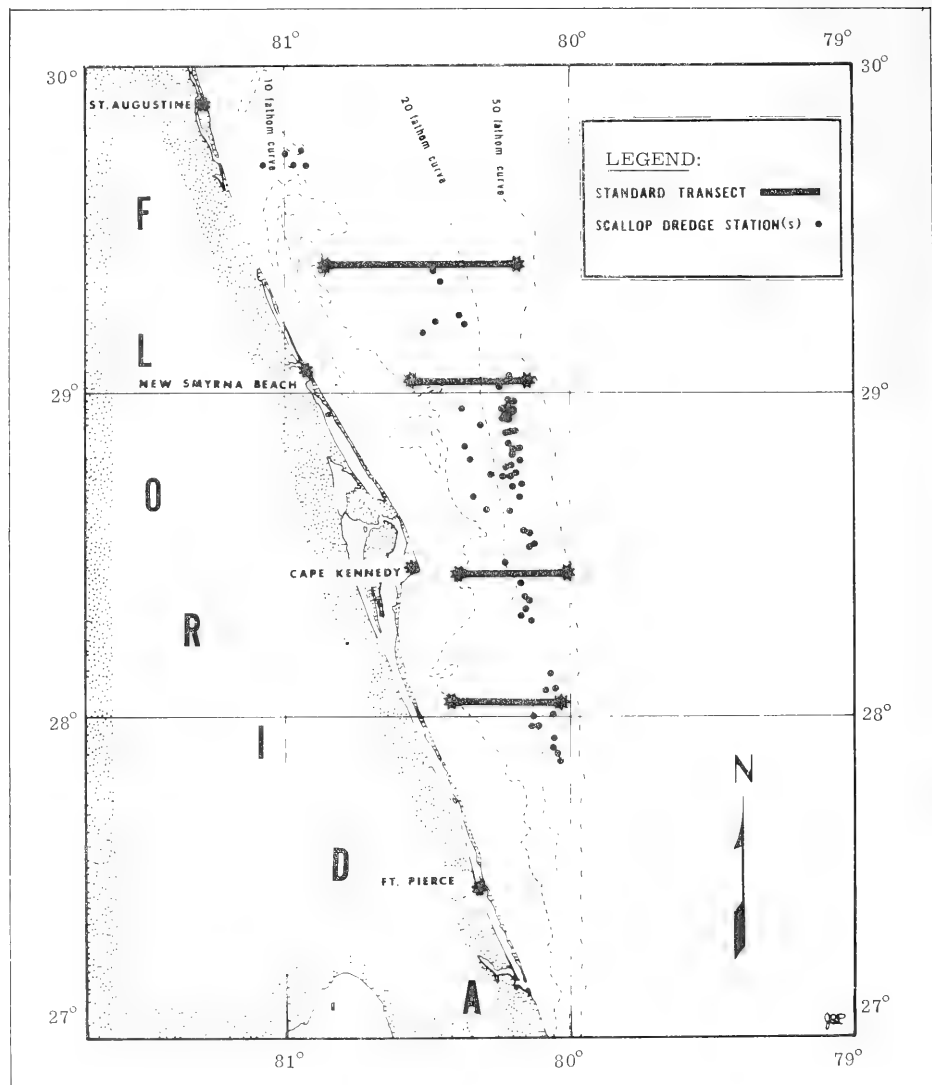 81° 80° 79°
30° 30°
ST. AUGUSTINE
10 fathom curve
20 fathom curve
50 fathom curve
LEGEND:
STANDARD TRANSECT
SCALLOP DREDGE STATION(s)
F
L
NEW SMYRNA BEACH
29° 29°
O
CAPE KENNEDY
R
28° 28°
I
N
D
FT. PIERCE
A
27° 27°
81° 80° 79°